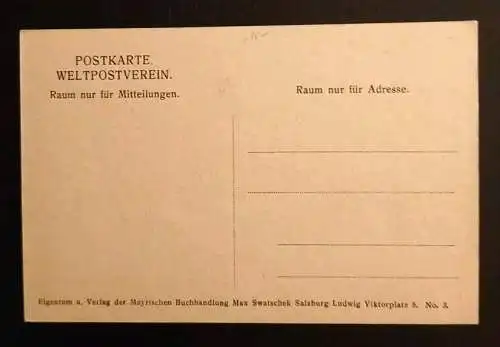 POSTKARTE.
WELTPOSTVEREIN.
Raum nur für Mitteilungen.
Raum nur für Adresse.
Eigentum u. Verlag der Mayrischen Buchhandlung Max Swatschek Salzburg Ludwig Viktorplatz 5. No. 3.